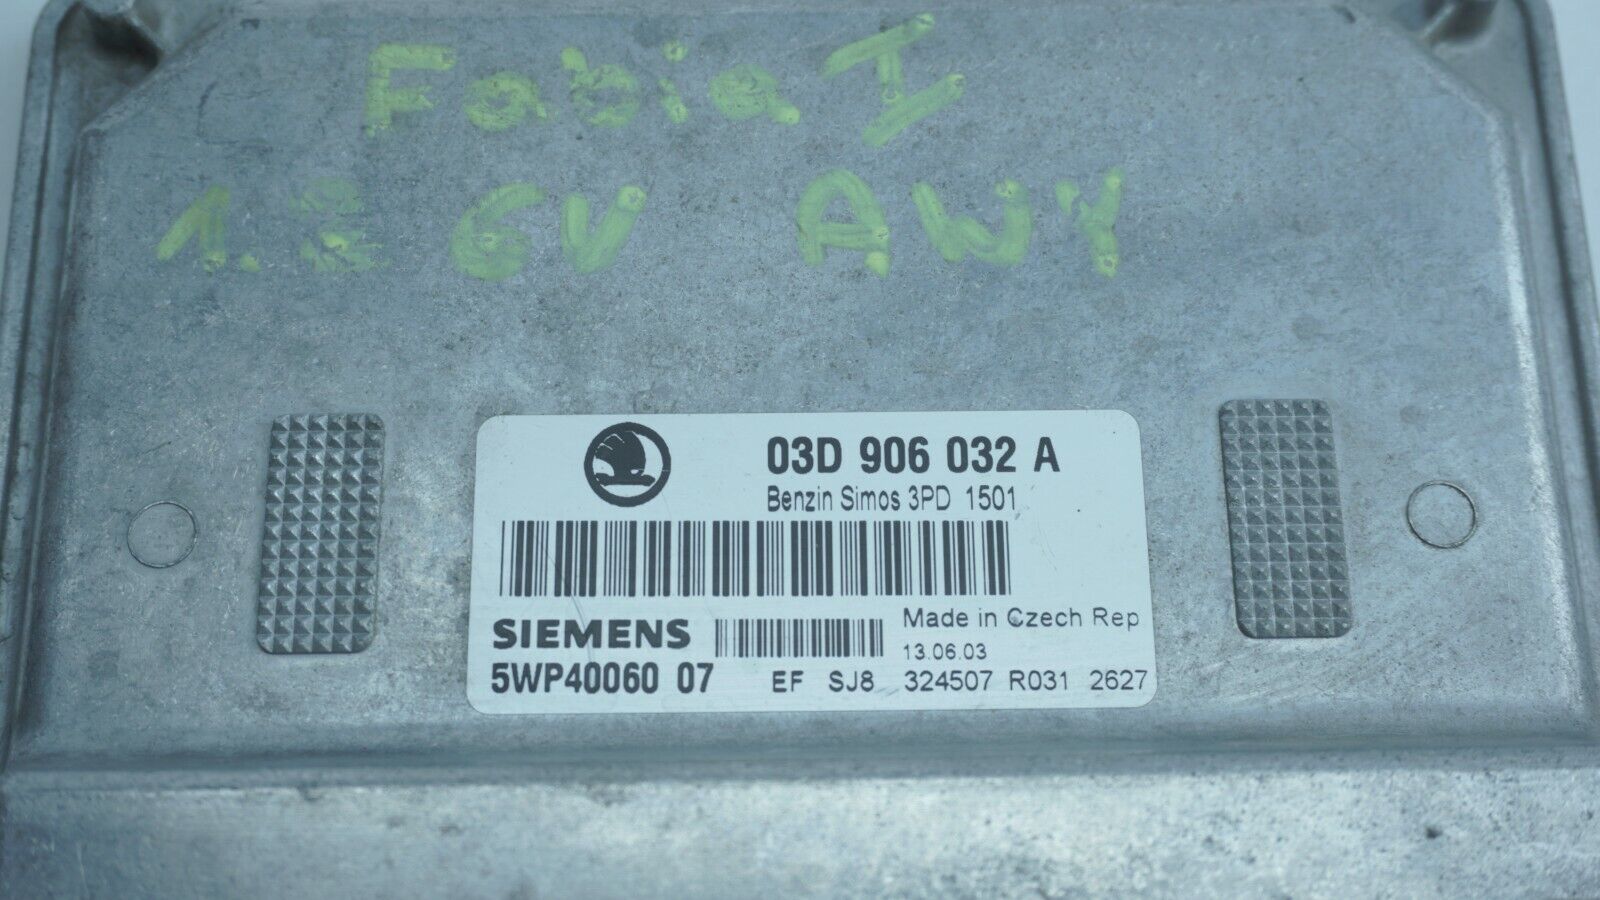 Fabia I
1.2 6V AWY
03D 906 032 A
Benzin Simos 3PD 1501
SIEMENS
Made in Czech Rep
13.06.03
5WP40060 07 EF SJ8 324507 R031 2627